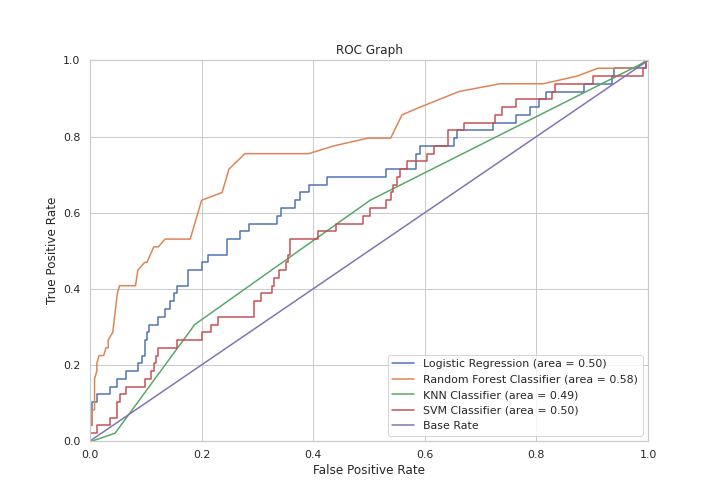 ROC Graph
1.0
0.8
0.6
0.4
0.2
0.0
True Positive Rate
Logistic Regression (area = 0.50)
Random Forest Classifier (area = 0.58)
KNN Classifier (area = 0.49)
SVM Classifier (area = 0.50)
Base Rate
0.0 0.2 0.4 0.6 0.8 1.0
False Positive Rate